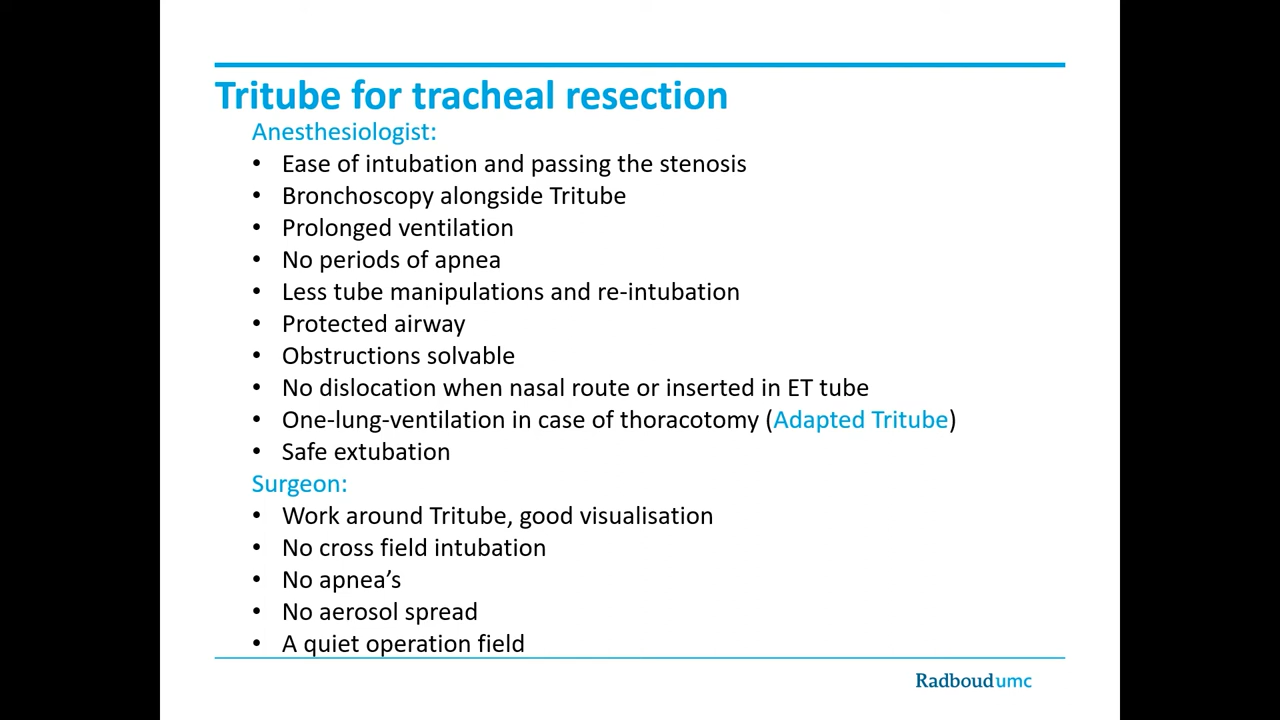 Tritube for tracheal resection
Anesthesiologist:
• Ease of intubation and passing the stenosis
• Bronchoscopy alongside Tritube
• Prolonged ventilation
• No periods of apnea
• Less tube manipulations and re-intubation
• Protected airway
• Obstructions solvable
• No dislocation when nasal route or inserted in ET tube
• One-lung-ventilation in case of thoracotomy (Adapted Tritube)
• Safe extubation
Surgeon:
• Work around Tritube, good visualisation
• No cross field intubation
• No apnea’s
• No aerosol spread
• A quiet operation field
Radboudumc